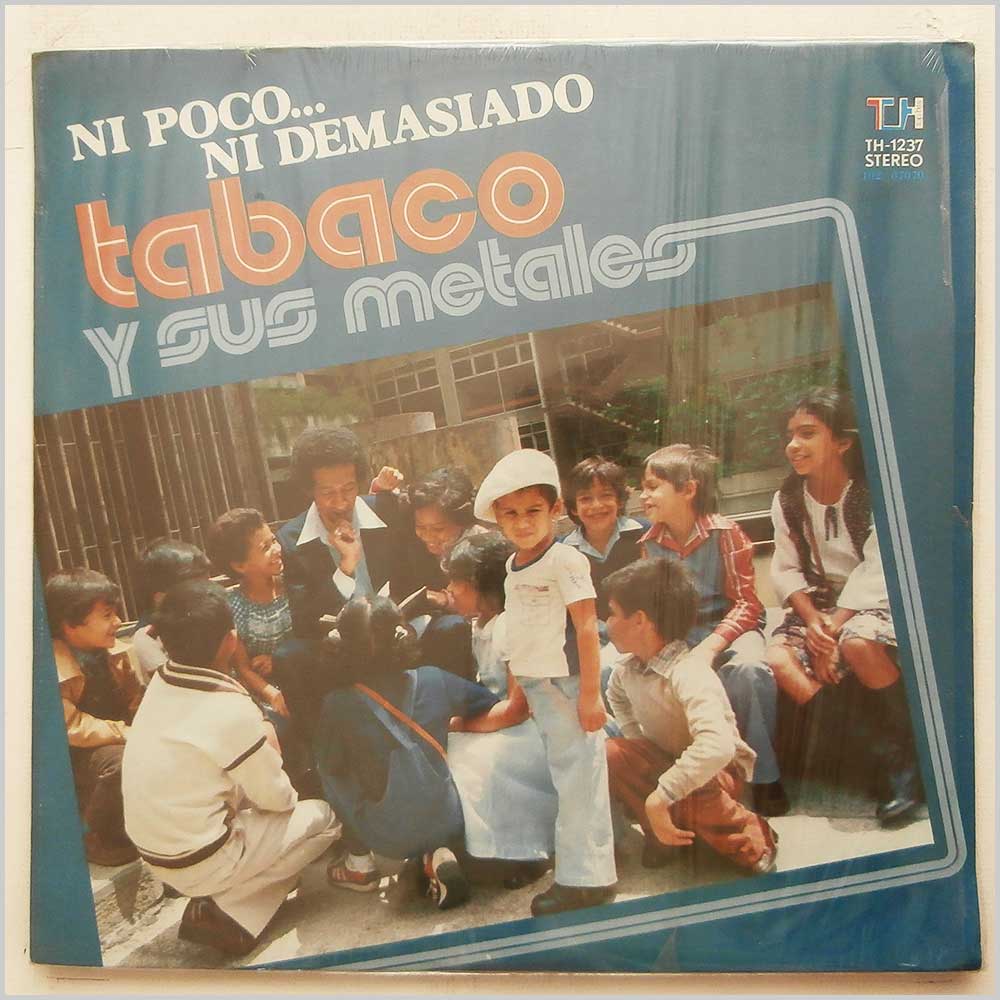 NI POCO...
NI DEMASIADO
tabaco
Y sus metales
TH
TH-1237
STEREO